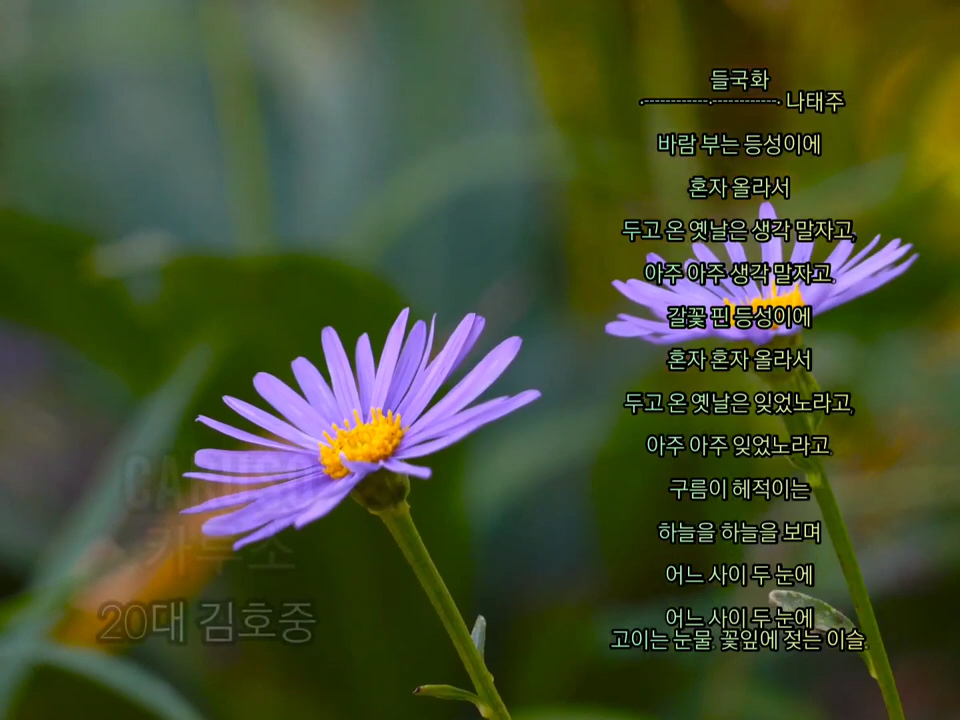 들국화
·------------·------------· 나태주
바람 부는 등성이에
혼자 올라서
두고 온 옛날은 생각 말자고,
아주 아주 생각 말자고.
갈꽃 핀 등성이에
혼자 혼자 올라서
두고 온 옛날은 잊었노라고,
아주 아주 잊었노라고.
구름이 헤적이는
하늘을 하늘을 보며
어느 사이 두 눈에
어느 사이 두 눈에
고이는 눈물. 꽃잎에 젖는 이슬.
카루소
20대 김호중